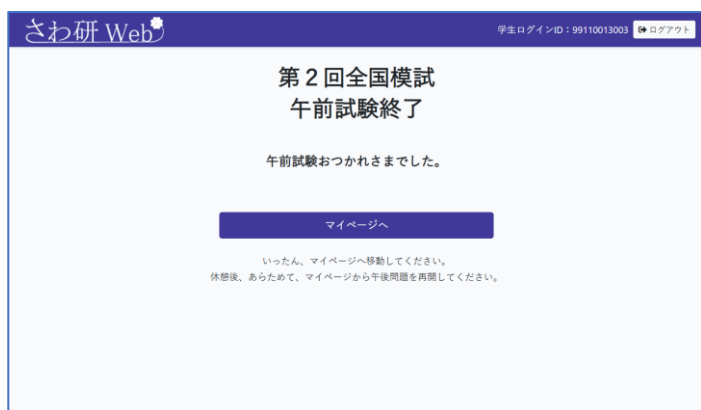 さわ研 Web
学生ログインID：99110013003 ログアウト
第２回全国模試
午前試験終了
午前試験おつかれさまでした。
マイページへ
いったん、マイページへ移動してください。
休憩後、あらためて、マイページから午後問題を再開してください。